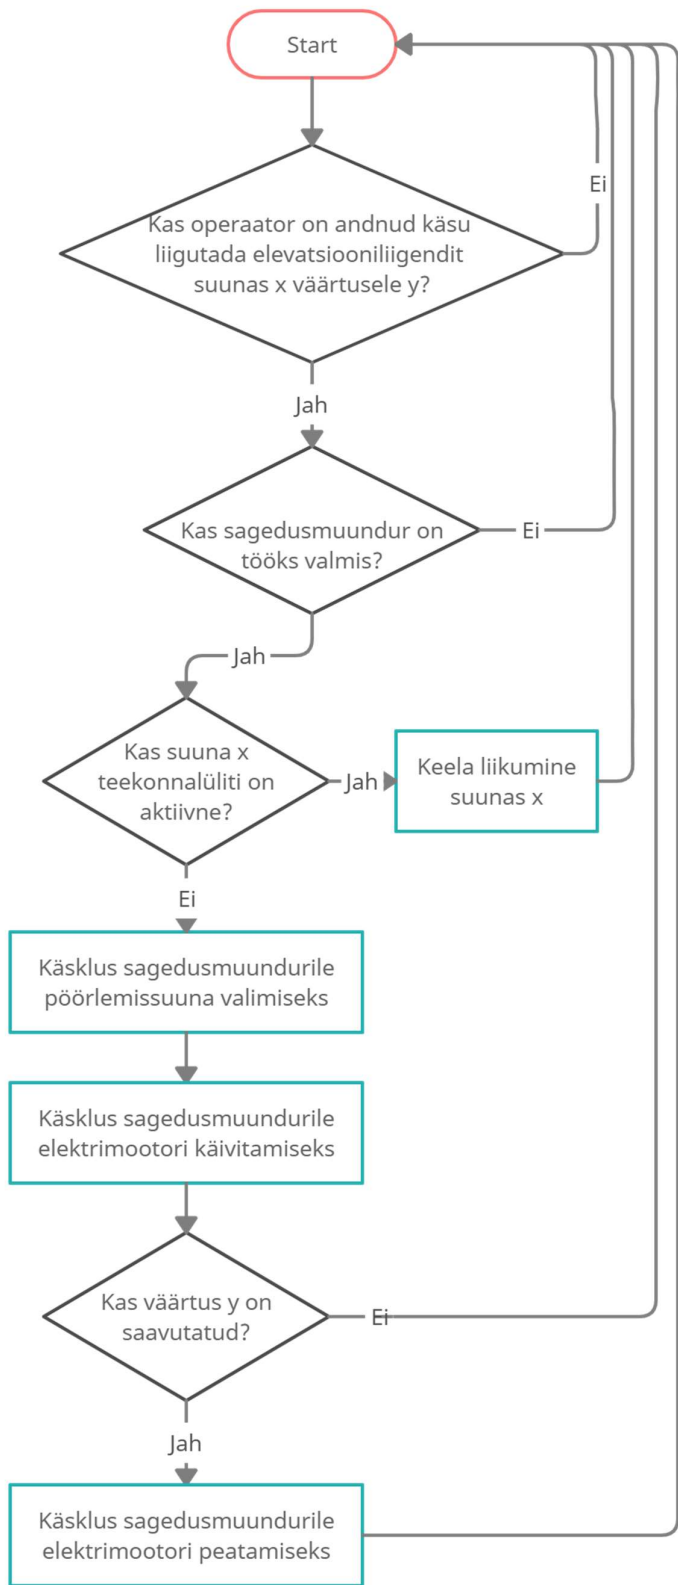 Start
Ei
Kas operaator on andnud käsu
liigutada elevatsiooniliigendit
suunas x väärtusele y?
Jah
Kas sagedusmuundur on
tööks valmis?
Ei
Jah
Kas suuna x
teekonnalüliti on
aktiivne?
Jah
Keela liikumine
suunas x
Ei
Käsklus sagedusmuundurile
pöörlemissuuna valimiseks
Käsklus sagedusmuundurile
elektrimootori käivitamiseks
Kas väärtus y on
saavutatud?
Ei
Jah
Käsklus sagedusmuundurile
elektrimootori peatamiseks